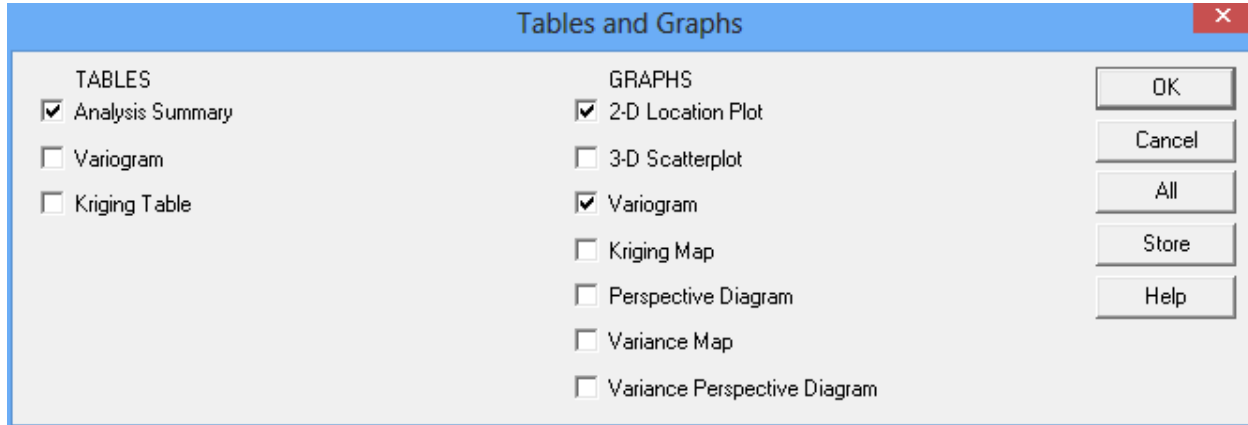 Tables and Graphs
TABLES
Analysis Summary
Variogram
Kriging Table
GRAPHS
2-D Location Plot
3-D Scatterplot
Variogram
Kriging Map
Perspective Diagram
Variance Map
Variance Perspective Diagram
OK
Cancel
All
Store
Help